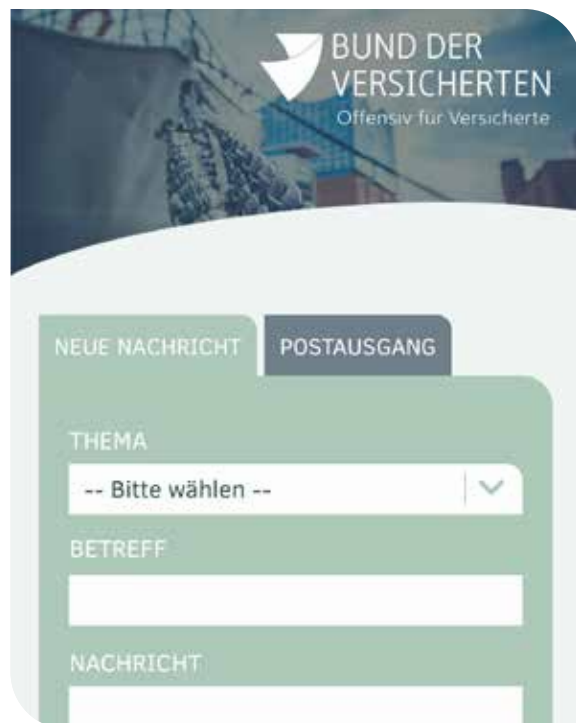 BUND DER
VERSICHERTEN
Offensiv für Versicherte
NEUE NACHRICHT
POSTAUSGANG
THEMA
-- Bitte wählen --
BETREFF
NACHRICHT